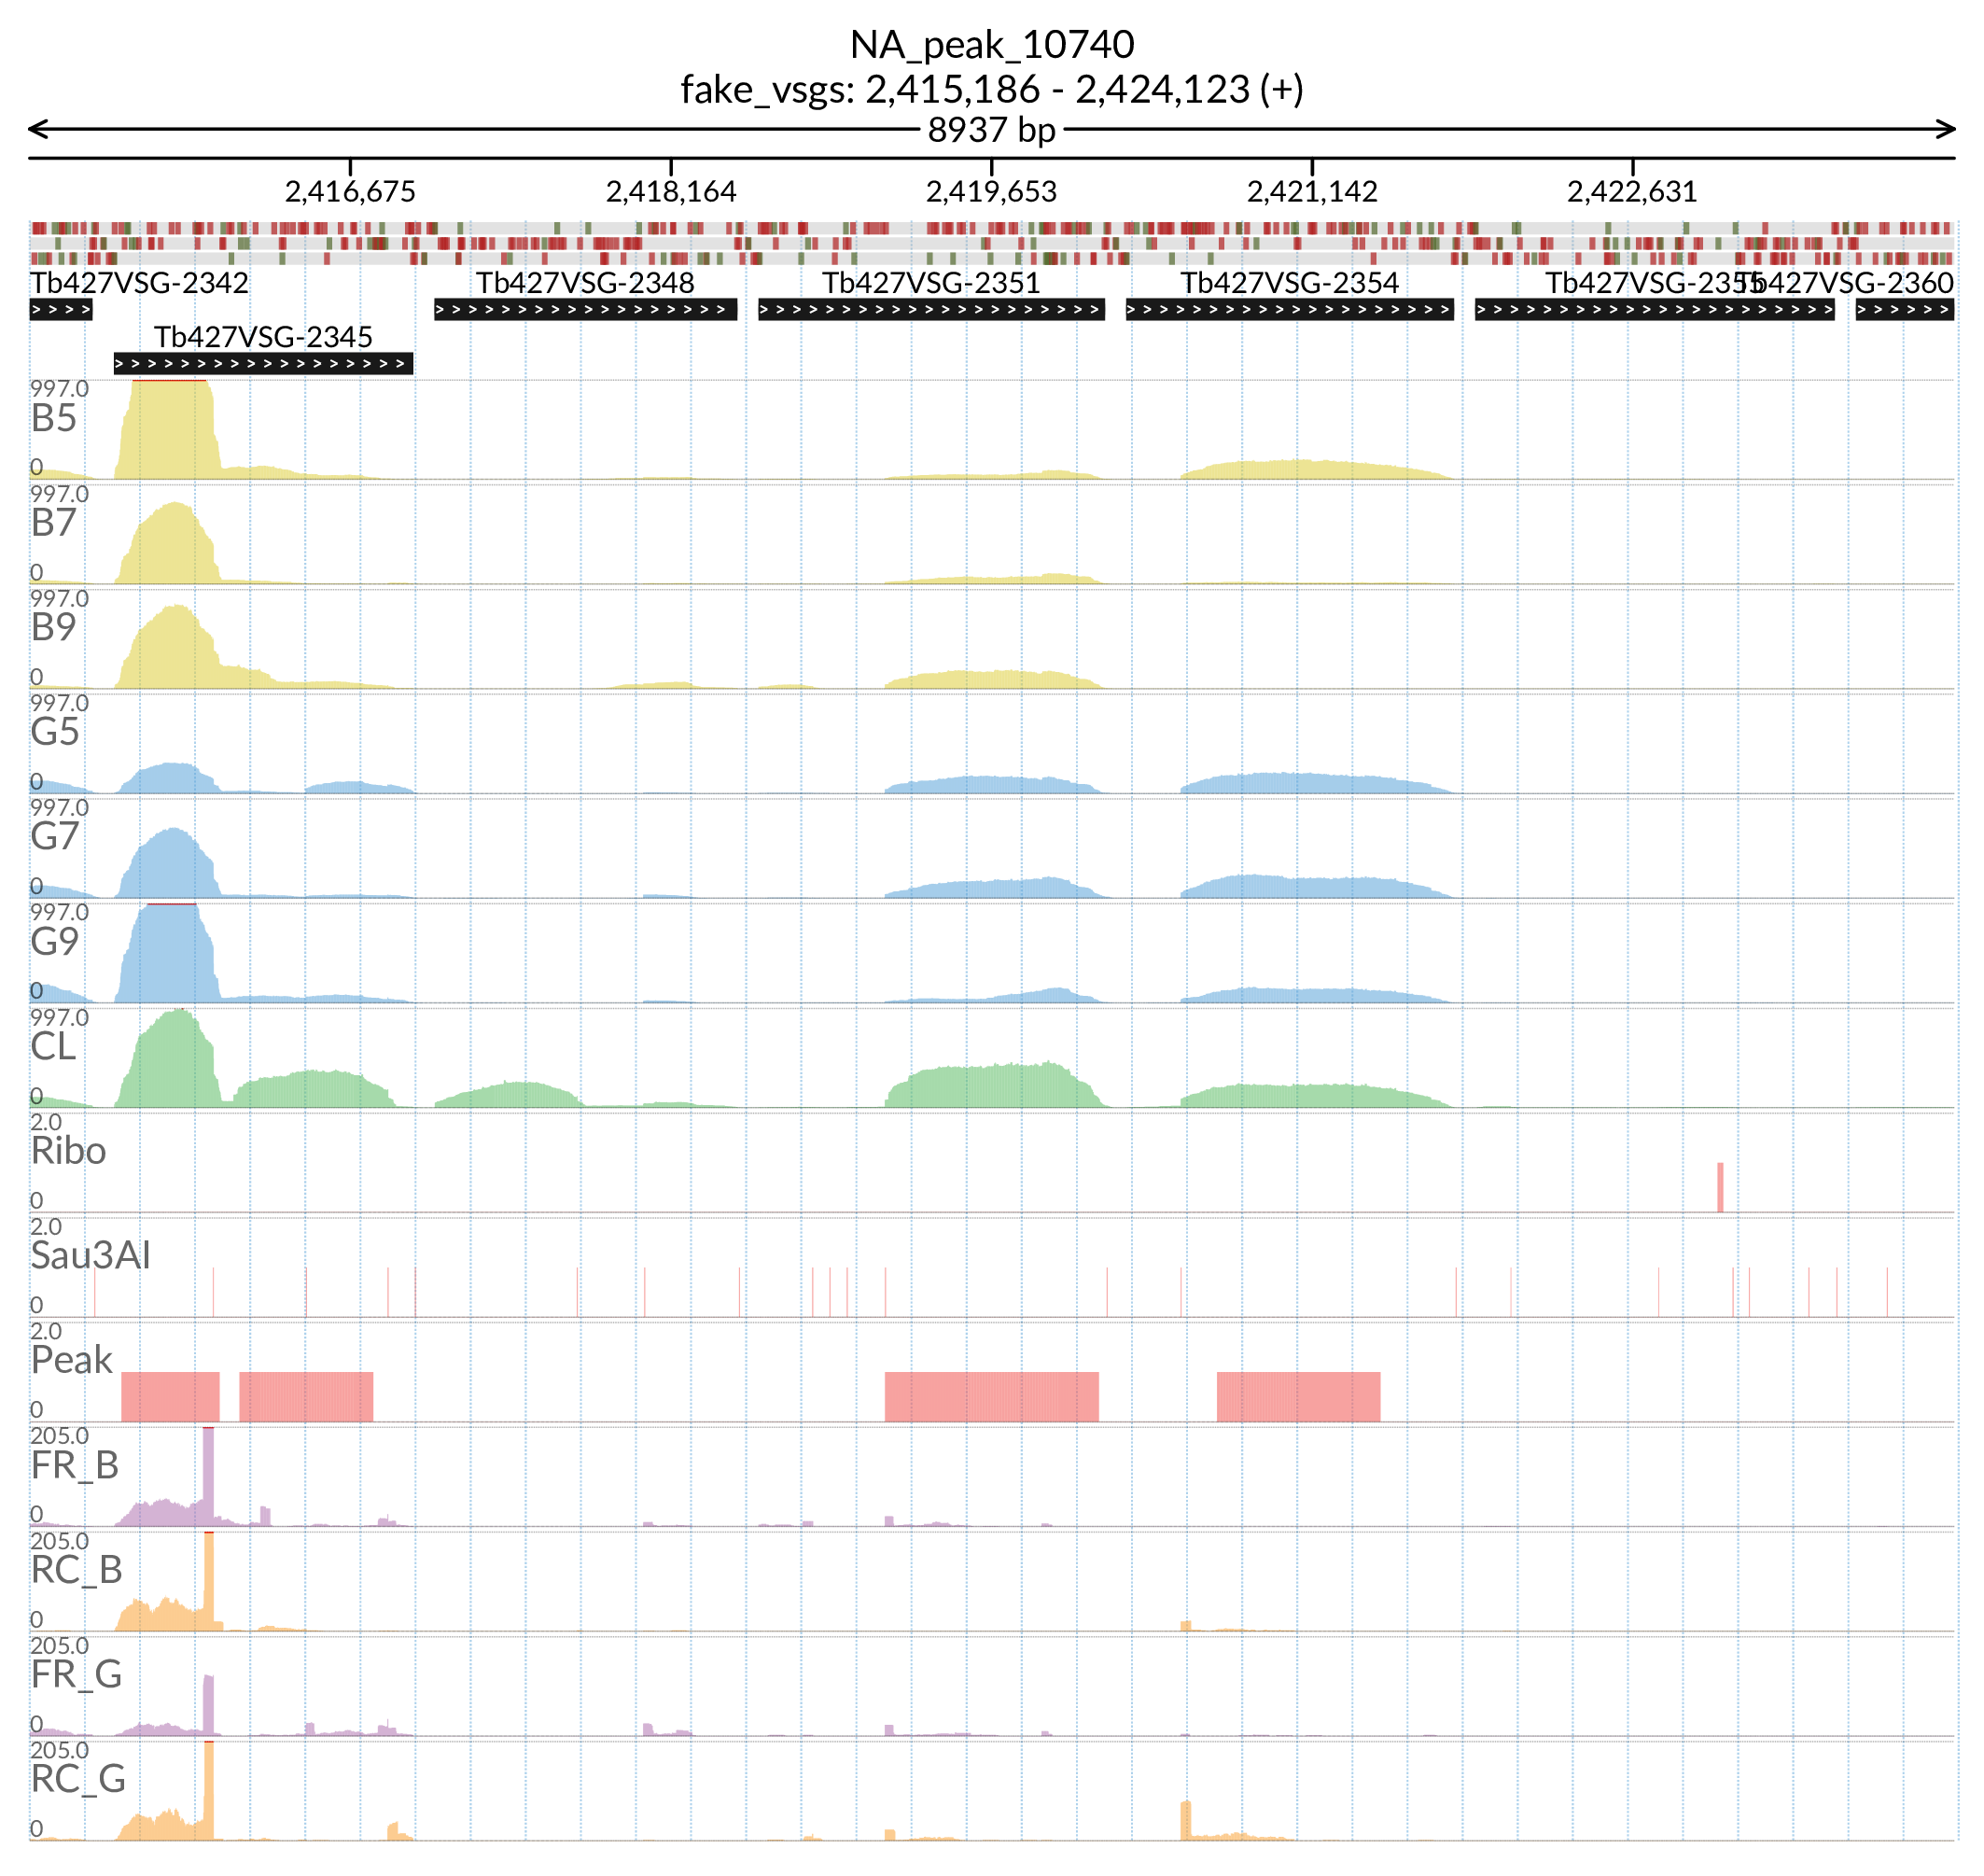 NA_peak_10740
fake_vsgs: 2,415,186 - 2,424,123 (+)
8937 bp
2,416,675 2,418,164 2,419,653 2,421,142 2,422,631
Tb427VSG-2342 Tb427VSG-2348 Tb427VSG-2351 Tb427VSG-2354 Tb427VSG-2355 Tb427VSG-2360
Tb427VSG-2345
997.0
B5
0
997.0
B7
0
997.0
B9
0
997.0
G5
0
997.0
G7
0
997.0
G9
0
997.0
CL
0
2.0
Ribo
0
2.0
Sau3AI
0
2.0
Peak
0
205.0
FR_B
0
205.0
RC_B
0
205.0
FR_G
0
205.0
RC_G
0